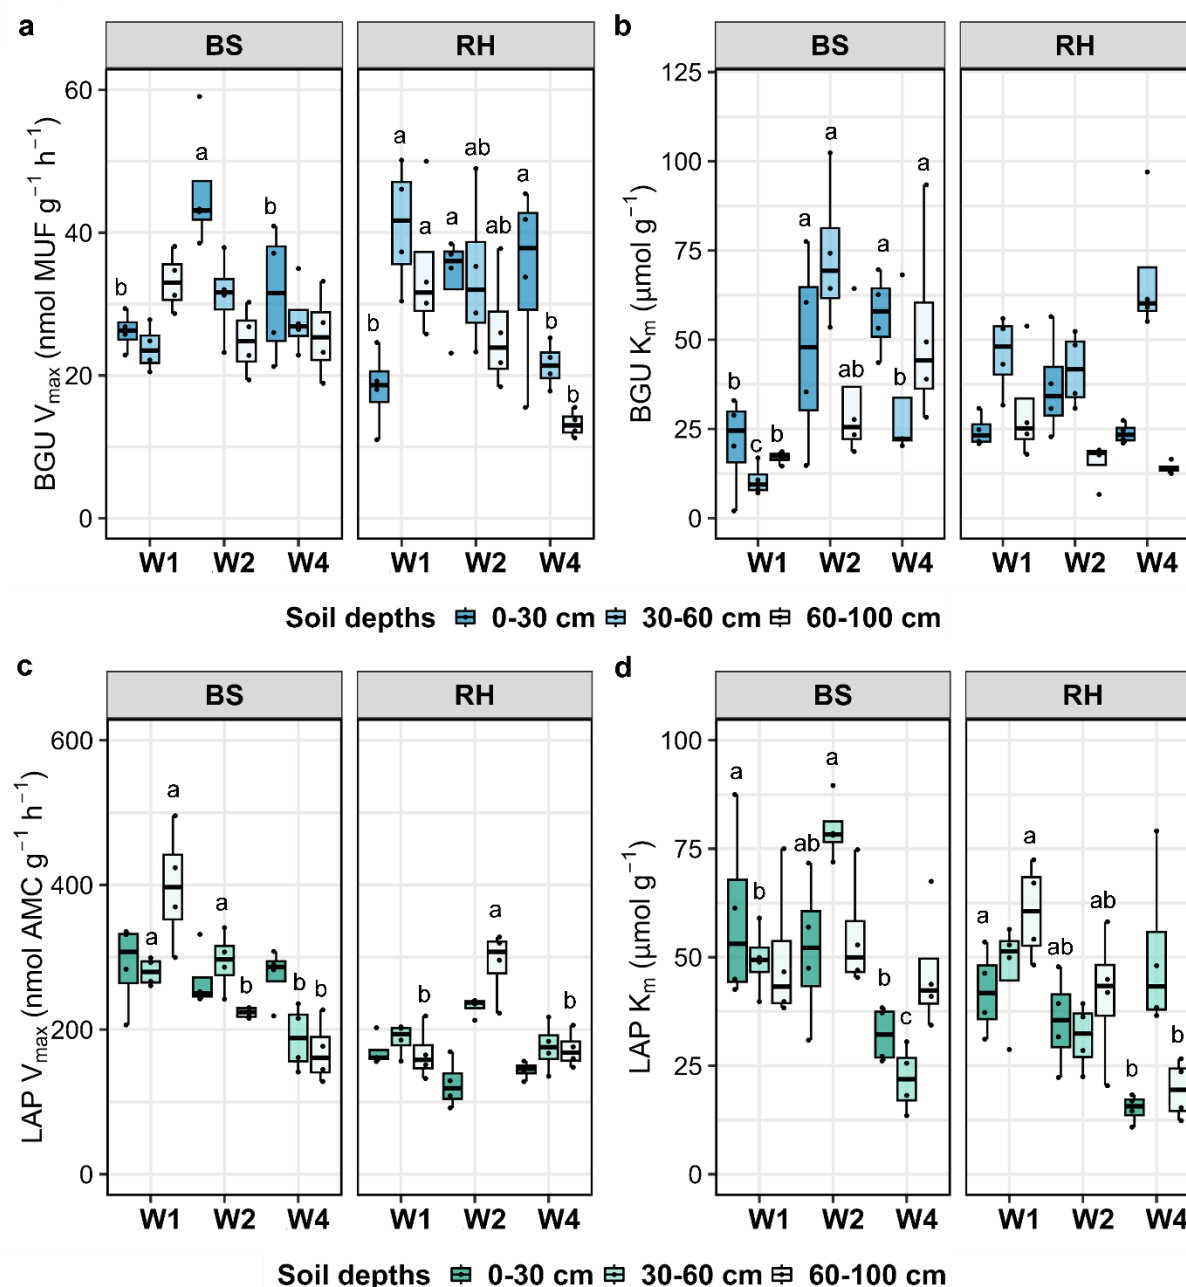 a
BS
RH
BGU Vmax (nmol MUF g−1 h−1)
60
40
20
0
b
a
b
b
a
a
a
ab
ab
a
b
b
W1
W2
W4
W1
W2
W4
b
BS
RH
BGU Km (µmol g−1)
125
100
75
50
25
0
b
c
b
a
a
ab
a
b
a
W1
W2
W4
W1
W2
W4
Soil depths 0-30 cm 30-60 cm 60-100 cm
c
BS
RH
LAP Vmax (nmol AMC g−1 h−1)
600
400
200
0
a
a
a
b
b
b
b
a
b
W1
W2
W4
W1
W2
W4
d
BS
RH
LAP Km (µmol g−1)
100
75
50
25
0
a
b
ab
a
b
c
a
a
ab
ab
b
b
W1
W2
W4
W1
W2
W4
Soil depths 0-30 cm 30-60 cm 60-100 cm